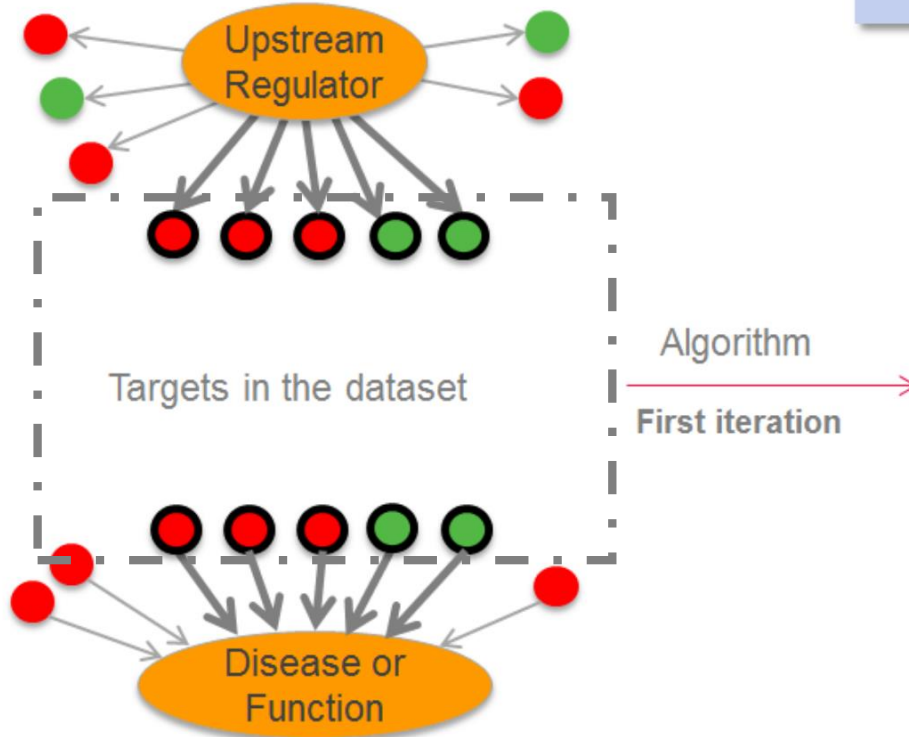 Upstream
Regulator
Targets in the dataset
Algorithm
First iteration
Disease or
Function